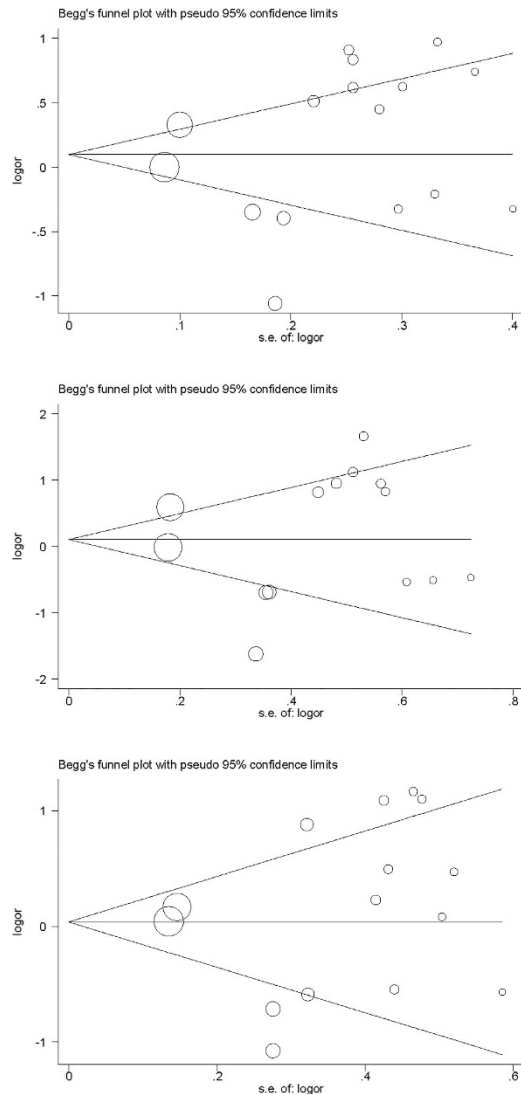 Begg's funnel plot with pseudo 95% confidence limits
1
.5
0
-.5
-1
logor
0 .1 .2 .3 .4
s.e. of: logor
Begg's funnel plot with pseudo 95% confidence limits
2
1
0
-1
-2
logor
0 .2 .4 .6 .8
s.e. of: logor
Begg's funnel plot with pseudo 95% confidence limits
1
0
-1
logor
0 .2 .4 .6
s.e. of: logor